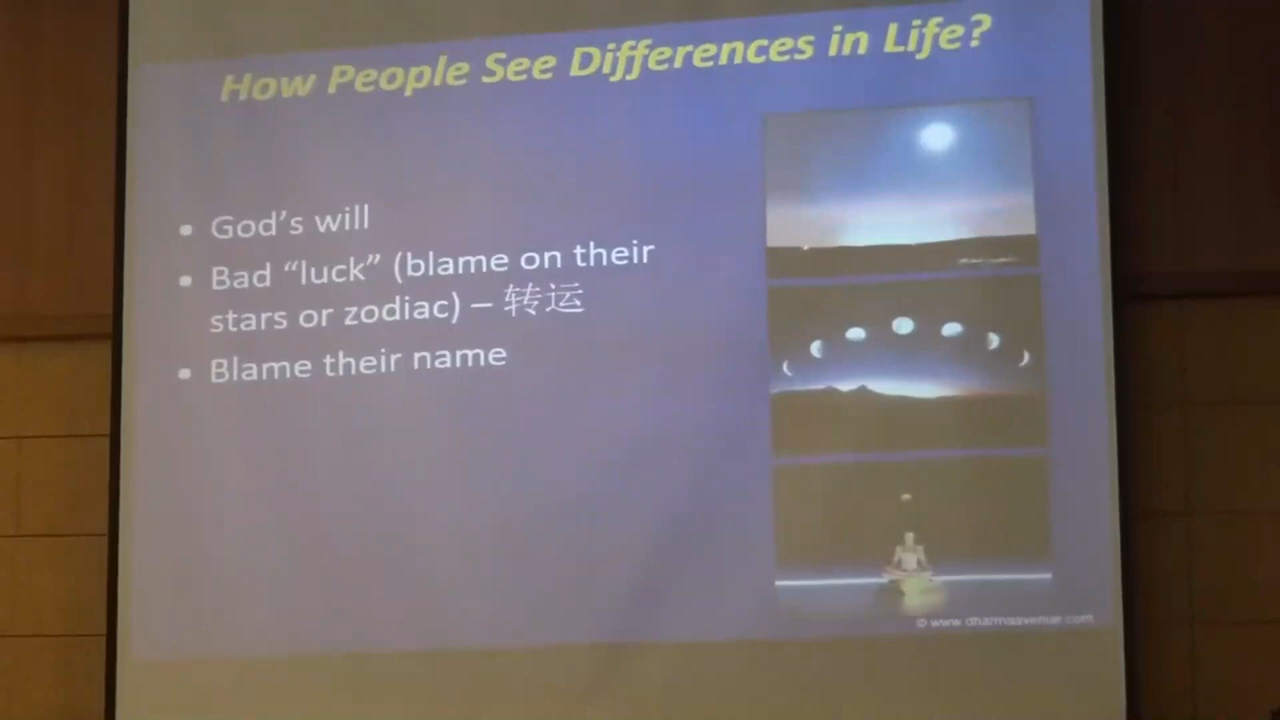 How People See Differences in Life?
• God's will
• Bad “luck” (blame on their
stars or zodiac) – 转运
• Blame their name
© www.dharmaavenue.com